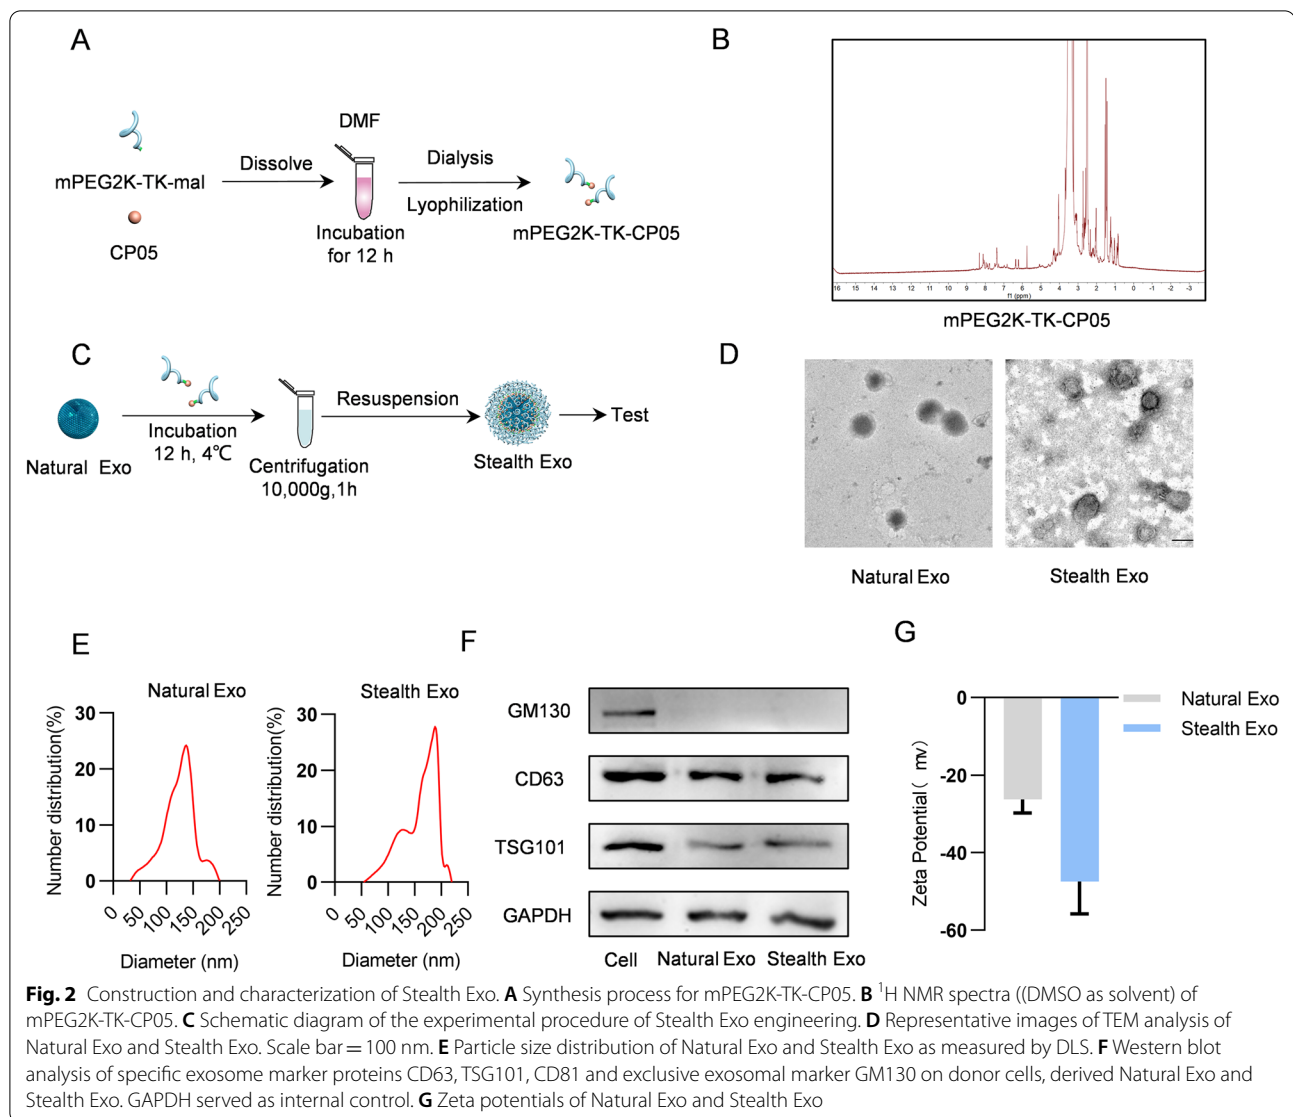 A
mPEG2K-TK-mal
CP05
Dissolve
DMF
Incubation
for 12 h
Dialysis
Lyophilization
mPEG2K-TK-CP05
B
16 15 14 13 12 11 10 9 8 7 6 5 4 3 2 1 0 -1 -2 -3
f1 (ppm)
mPEG2K-TK-CP05
C
Natural Exo
Incubation
12 h, 4℃
Centrifugation
10,000g,1h
Resuspension
Stealth Exo
Test
D
Natural Exo
Stealth Exo
E
Natural Exo
Number distribution(%)
30
20
10
0
0 50 100 150 200 250
Diameter (nm)
Stealth Exo
Number distribution(%)
30
20
10
0
0 50 100 150 200 250
Diameter (nm)
F
GM130
CD63
TSG101
GAPDH
Cell Natural Exo Stealth Exo
G
Zeta Potential( mv)
0
-20
-40
-60
Natural Exo
Stealth Exo
Fig. 2 Construction and characterization of Stealth Exo. A Synthesis process for mPEG2K-TK-CP05. B ¹H NMR spectra ((DMSO as solvent) of
mPEG2K-TK-CP05. C Schematic diagram of the experimental procedure of Stealth Exo engineering. D Representative images of TEM analysis of
Natural Exo and Stealth Exo. Scale bar = 100 nm. E Particle size distribution of Natural Exo and Stealth Exo as measured by DLS. F Western blot
analysis of specific exosome marker proteins CD63, TSG101, CD81 and exclusive exosomal marker GM130 on donor cells, derived Natural Exo and
Stealth Exo. GAPDH served as internal control. G Zeta potentials of Natural Exo and Stealth Exo